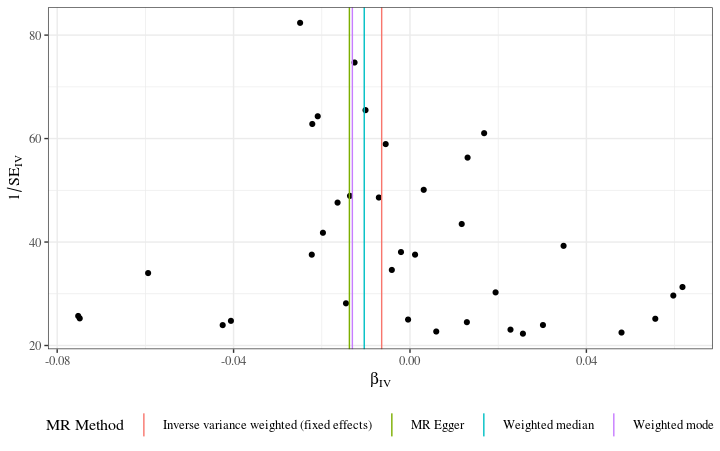 80
60
40
20
1/SE_IV
-0.08
-0.04
0.00
0.04
β_IV
MR Method
Inverse variance weighted (fixed effects)
MR Egger
Weighted median
Weighted mode